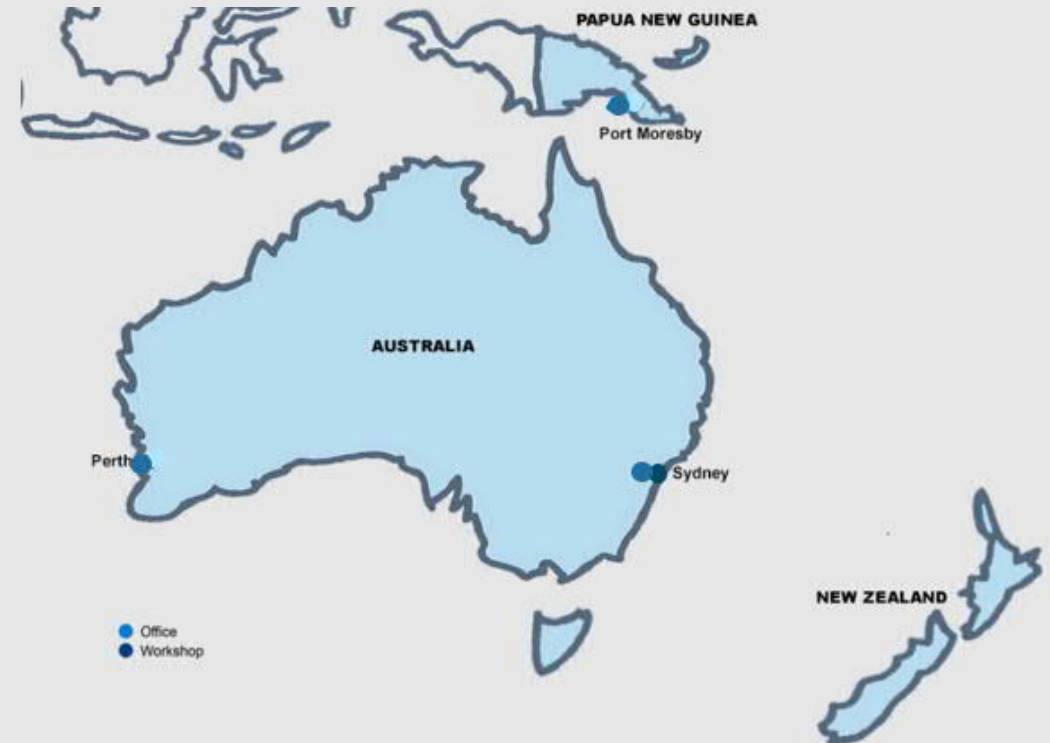 PAPUA NEW GUINEA
Port Moresby
AUSTRALIA
Perth
Sydney
NEW ZEALAND
Office
Workshop